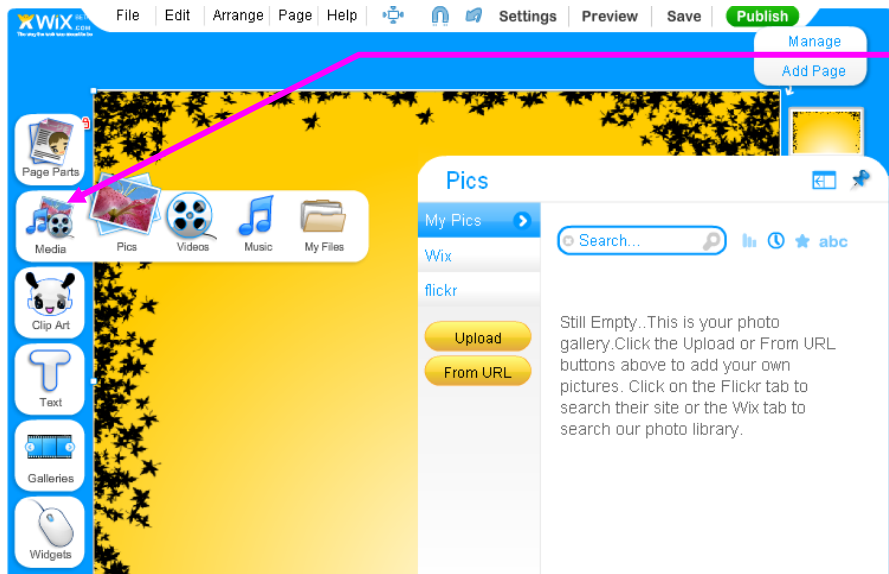 WiX
.COM
File Edit Arrange Page Help Settings Preview Save Publish
Manage
Add Page
Page Parts
Media
Pics
Videos
Music
My Files
Clip Art
Text
Galleries
Widgets
Pics
My Pics
Wix
flickr
Upload
From URL
Search...
abc
Still Empty..This is your photo
gallery.Click the Upload or From URL
buttons above to add your own
pictures. Click on the Flickr tab to
search their site or the Wix tab to
search our photo library.